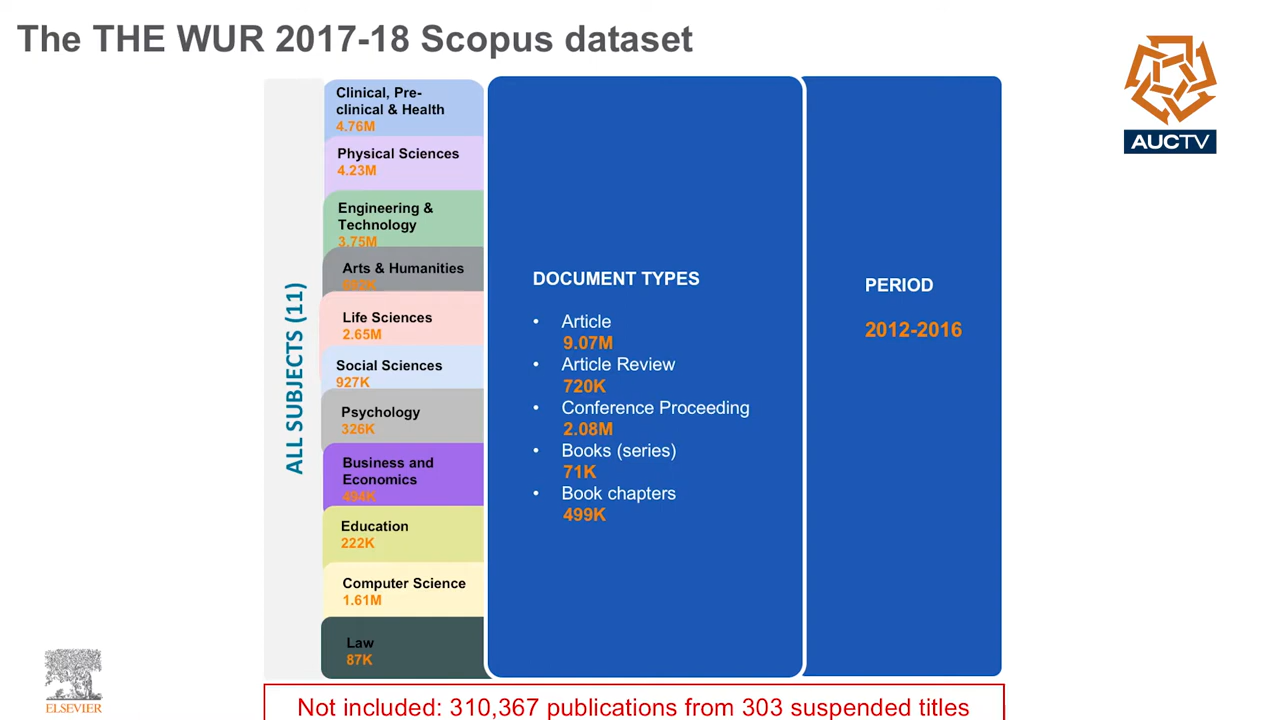 The THE WUR 2017-18 Scopus dataset
AUCTV
ALL SUBJECTS (11)
Clinical, Pre-
clinical & Health
4.76M
Physical Sciences
4.23M
Engineering &
Technology
3.75M
Arts & Humanities
Life Sciences
2.65M
Social Sciences
927K
Psychology
326K
Business and
Economics
494K
Education
222K
Computer Science
1.61M
Law
87K
DOCUMENT TYPES
• Article
9.07M
• Article Review
720K
• Conference Proceeding
2.08M
• Books (series)
71K
• Book chapters
499K
PERIOD
2012-2016
ELSEVIER
Not included: 310,367 publications from 303 suspended titles